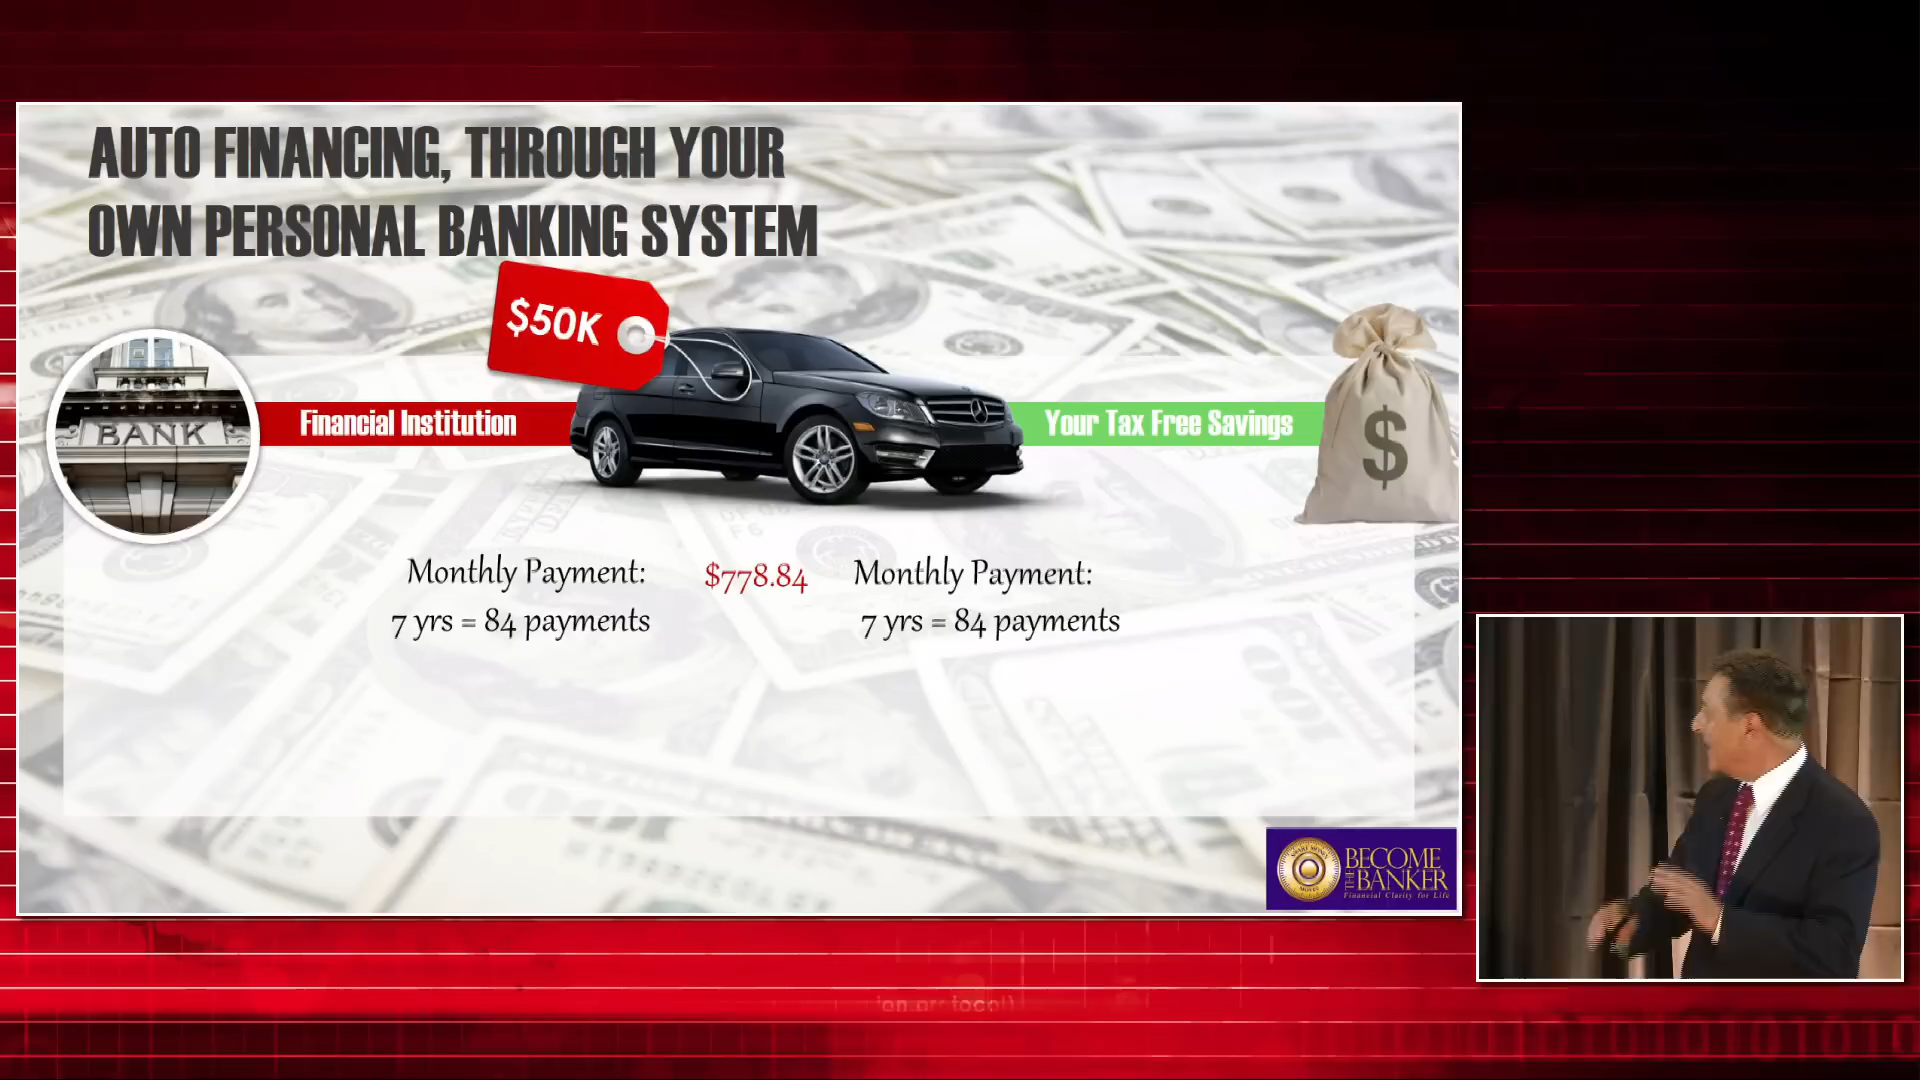 AUTO FINANCING, THROUGH YOUR
OWN PERSONAL BANKING SYSTEM
$50K
BANK
Financial Institution
Your Tax Free Savings
$
Monthly Payment:
$778.84
Monthly Payment:
7 yrs = 84 payments
7 yrs = 84 payments
BECOME
THE BANKER
Financial Clarity for Life